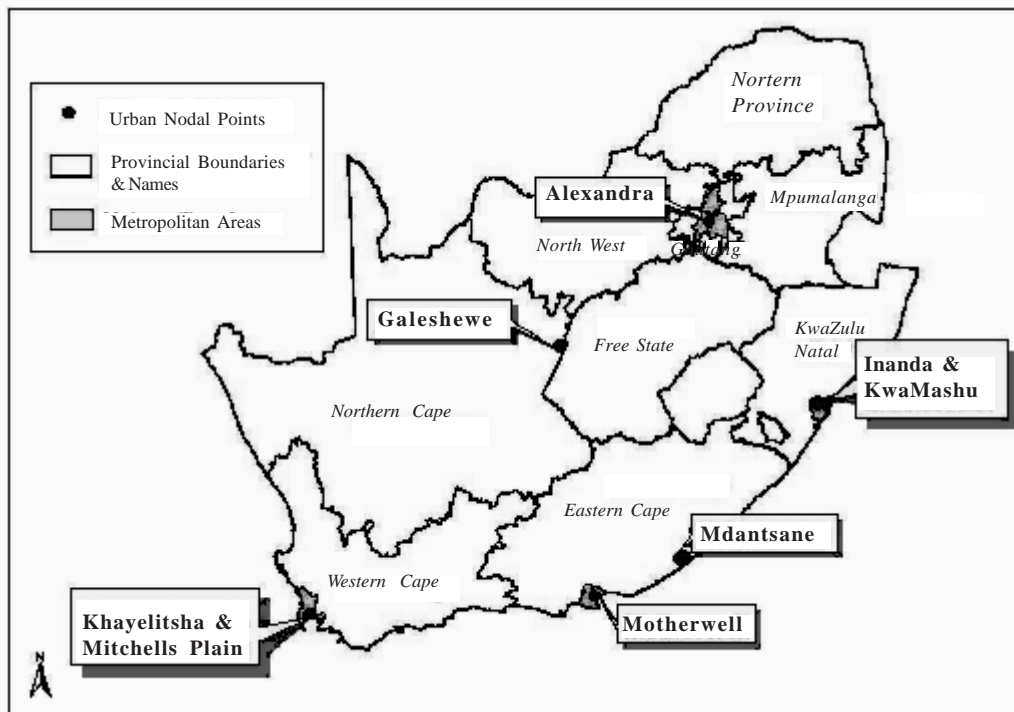 Nortern
Province
Urban Nodal Points
Provincial Boundaries
& Names
Metropolitan Areas
Alexandra
Mpumalanga
North West
Galeshewe
Free State
KwaZulu
Natal
Inanda &
KwaMashu
Northern Cape
Eastern Cape
Mdantsane
Western Cape
Khayelitsha &
Mitchells Plain
Motherwell
N